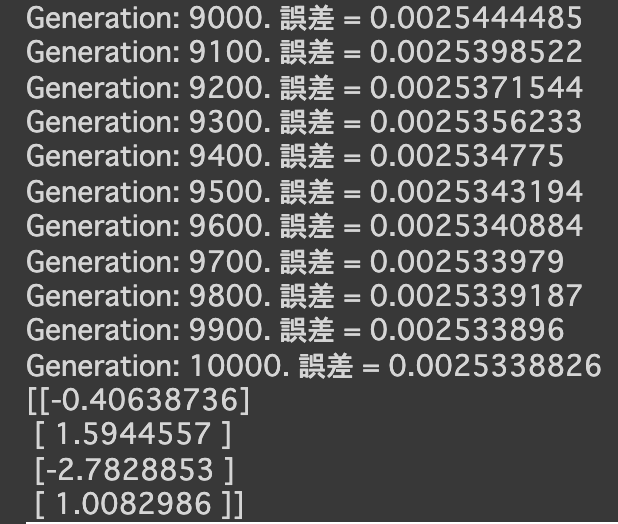 Generation: 9000. 誤差 = 0.0025444485
Generation: 9100. 誤差 = 0.0025398522
Generation: 9200. 誤差 = 0.0025371544
Generation: 9300. 誤差 = 0.0025356233
Generation: 9400. 誤差 = 0.002534775
Generation: 9500. 誤差 = 0.0025343194
Generation: 9600. 誤差 = 0.0025340884
Generation: 9700. 誤差 = 0.002533979
Generation: 9800. 誤差 = 0.0025339187
Generation: 9900. 誤差 = 0.002533896
Generation: 10000. 誤差 = 0.0025338826
[[-0.40638736]
 [ 1.5944557 ]
 [-2.7828853 ]
 [ 1.0082986 ]]